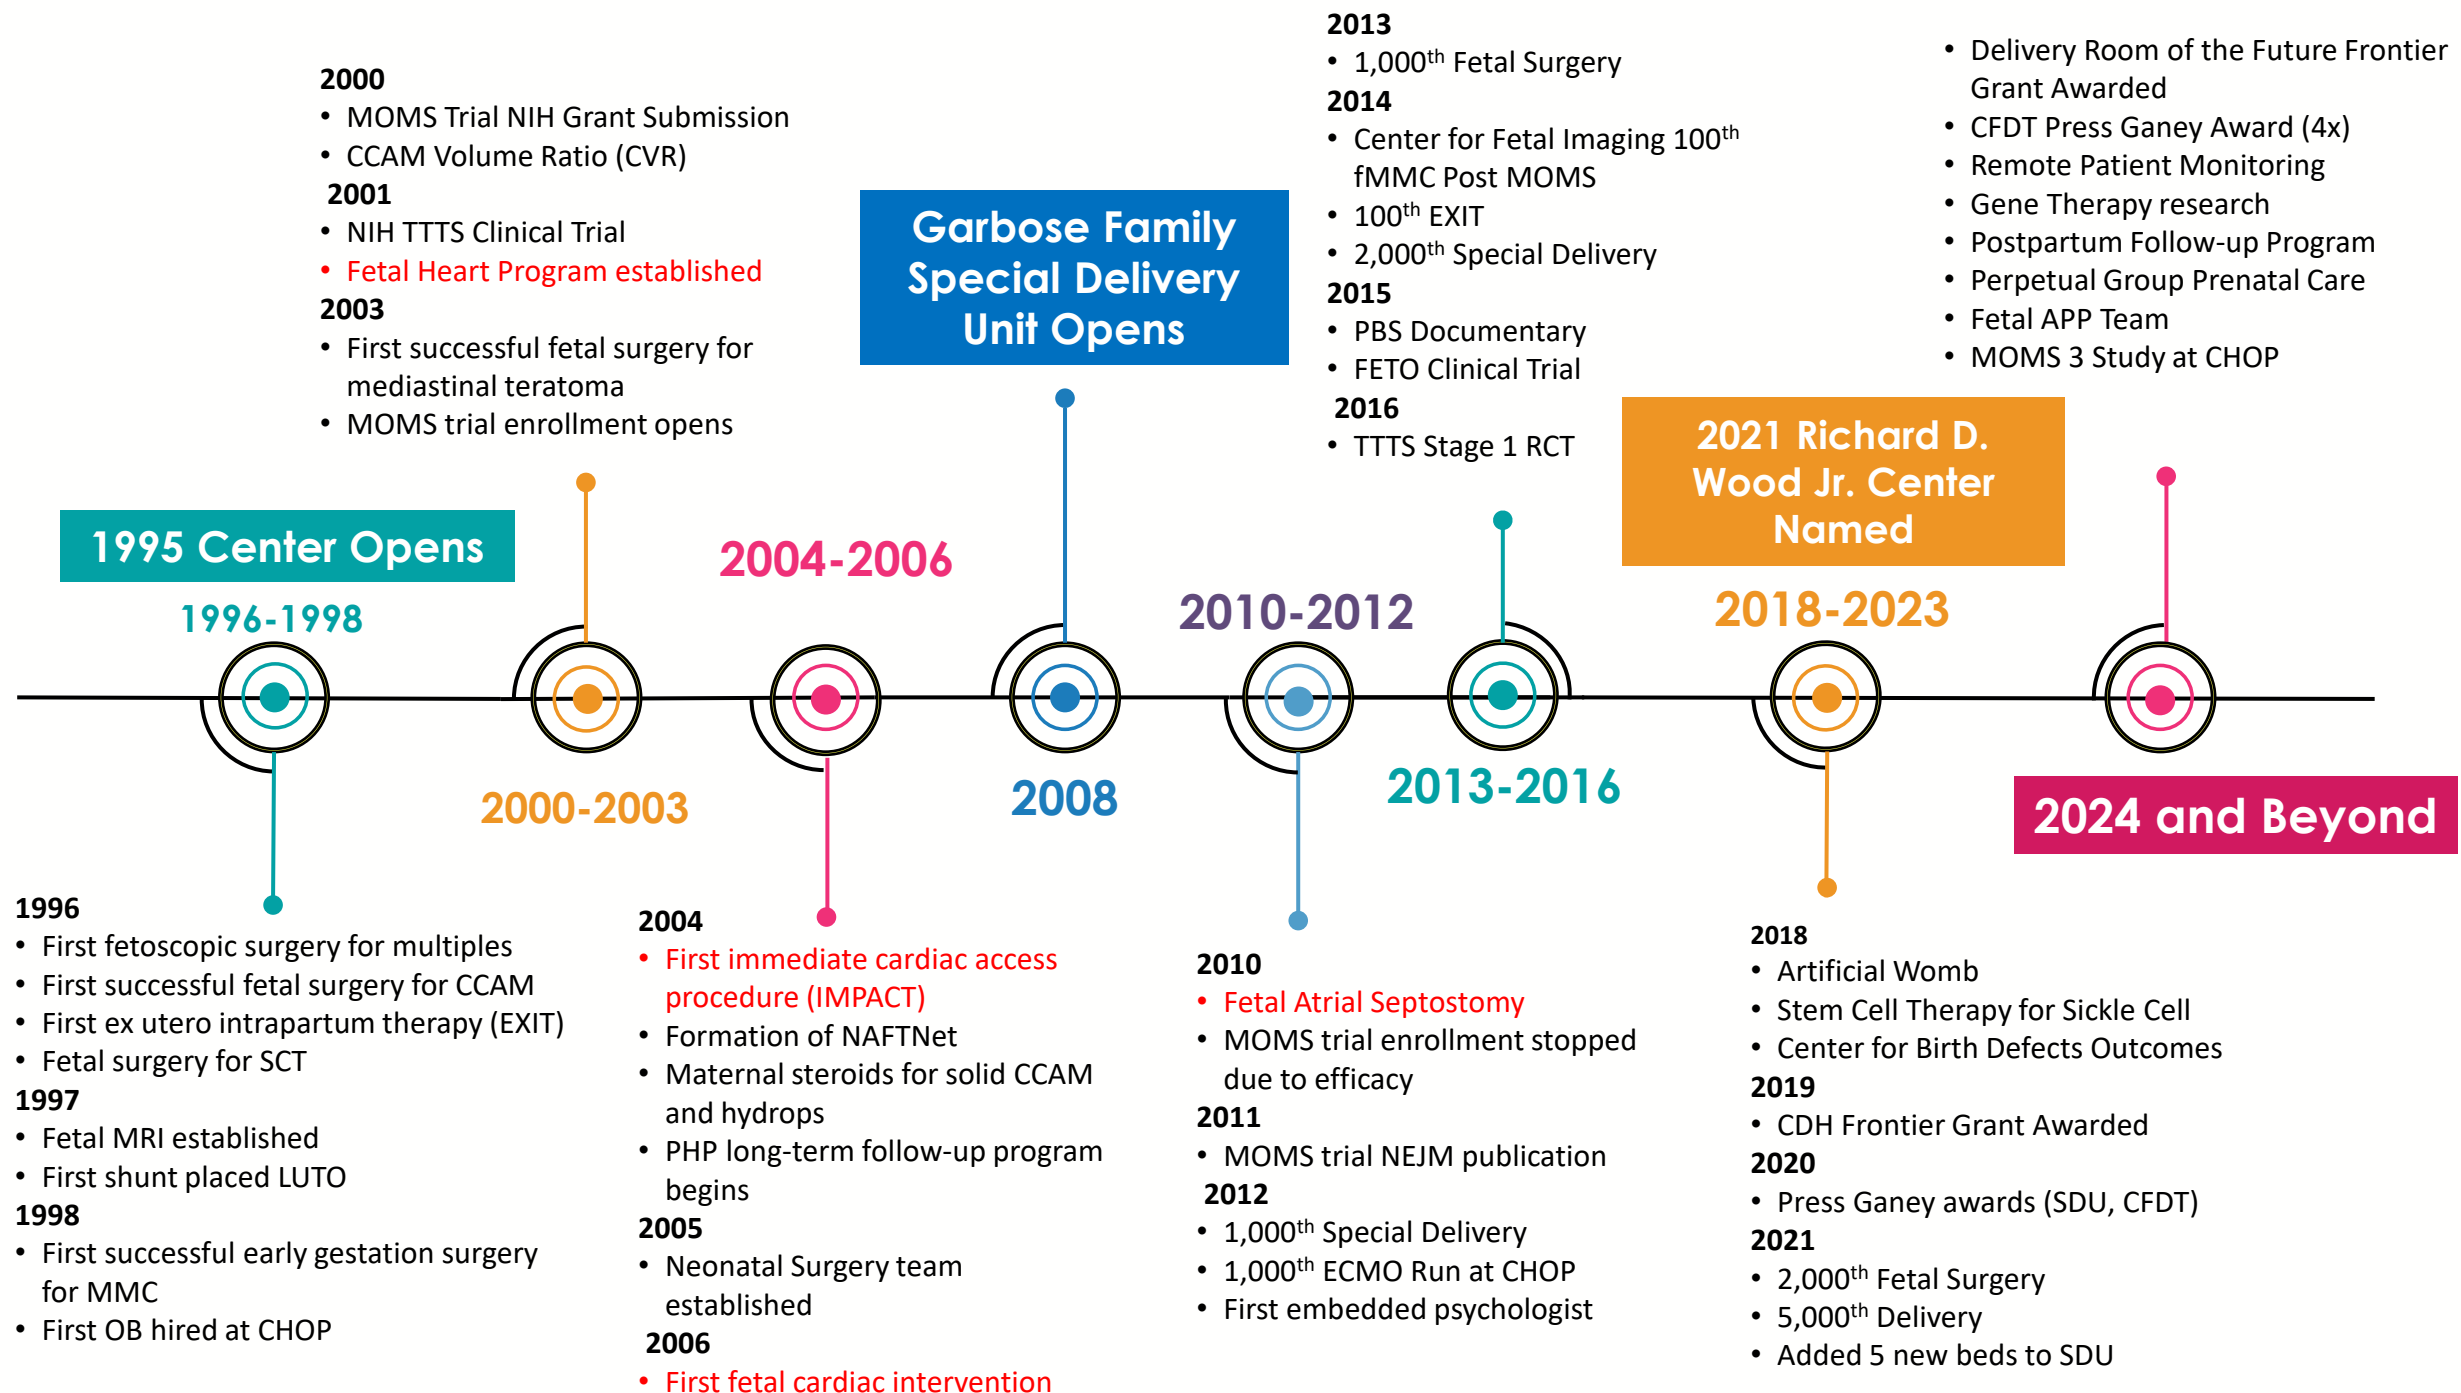 1995 Center Opens
1996-1998
1996
• First fetoscopic surgery for multiples
• First successful fetal surgery for CCAM
• First ex utero intrapartum therapy (EXIT)
• Fetal surgery for SCT
1997
• Fetal MRI established
• First shunt placed LUTO
1998
• First successful early gestation surgery
for MMC
• First OB hired at CHOP
2000
• MOMS Trial NIH Grant Submission
• CCAM Volume Ratio (CVR)
2001
• NIH TTTS Clinical Trial
• Fetal Heart Program established
2003
• First successful fetal surgery for
mediastinal teratoma
• MOMS trial enrollment opens
2000-2003
2004-2006
2004
• First immediate cardiac access
procedure (IMPACT)
• Formation of NAFTNet
• Maternal steroids for solid CCAM
and hydrops
• PHP long-term follow-up program
begins
2005
• Neonatal Surgery team
established
2006
• First fetal cardiac intervention
Garbose Family
Special Delivery
Unit Opens
2008
2010-2012
2010
• Fetal Atrial Septostomy
• MOMS trial enrollment stopped
due to efficacy
2011
• MOMS trial NEJM publication
2012
• 1,000th Special Delivery
• 1,000th ECMO Run at CHOP
• First embedded psychologist
2013
• 1,000th Fetal Surgery
2014
• Center for Fetal Imaging 100th
fMMC Post MOMS
• 100th EXIT
• 2,000th Special Delivery
2015
• PBS Documentary
• FETO Clinical Trial
2016
• TTTS Stage 1 RCT
2013-2016
2021 Richard D.
Wood Jr. Center
Named
2018-2023
2018
• Artificial Womb
• Stem Cell Therapy for Sickle Cell
• Center for Birth Defects Outcomes
2019
• CDH Frontier Grant Awarded
2020
• Press Ganey awards (SDU, CFDT)
2021
• 2,000th Fetal Surgery
• 5,000th Delivery
• Added 5 new beds to SDU
• Delivery Room of the Future Frontier
Grant Awarded
• CFDT Press Ganey Award (4x)
• Remote Patient Monitoring
• Gene Therapy research
• Postpartum Follow-up Program
• Perpetual Group Prenatal Care
• Fetal APP Team
• MOMS 3 Study at CHOP
2024 and Beyond